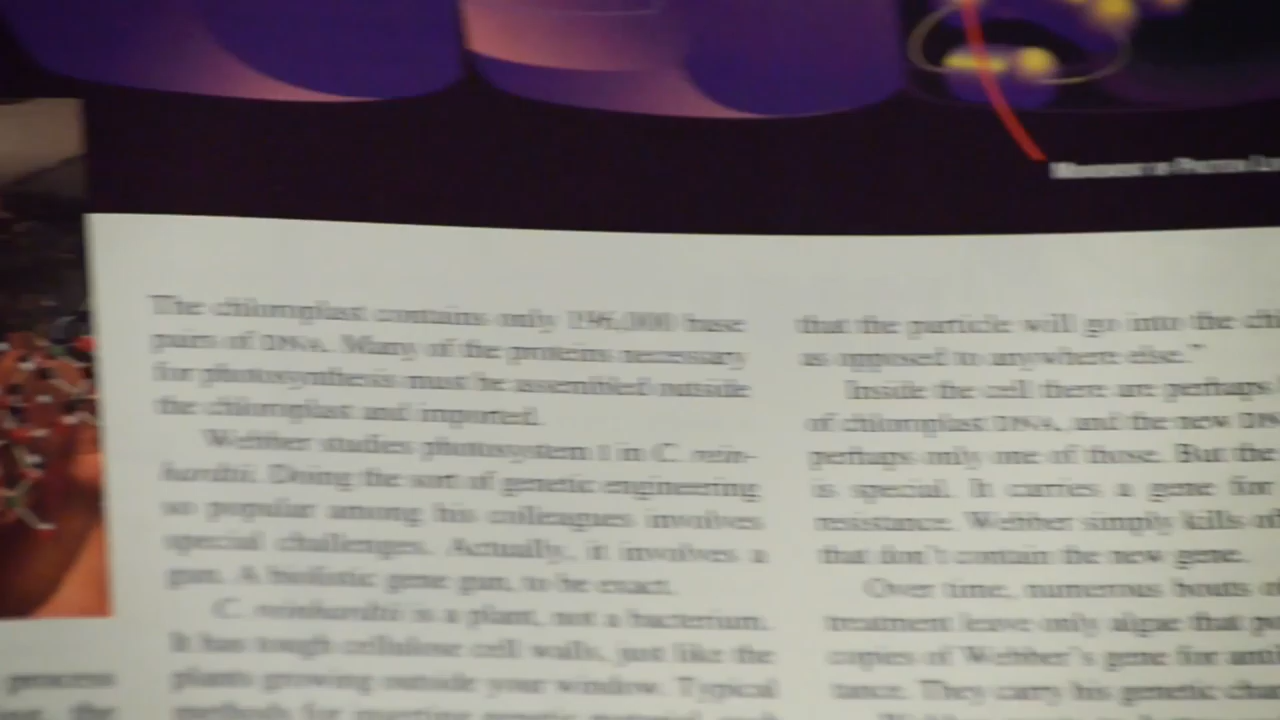 The chloroplast contains only 196,000 base
pairs of DNA. Many of the proteins necessary
for photosynthesis must be assembled outside
the chloroplast and imported.
Webber studies photosystem I in C. rein-
hardtii. Doing the sort of genetic engineering
so popular among his colleagues involves
special challenges. Actually, it involves a
gun. A biolistic gene gun, to be exact.
C. reinhardtii is a plant, not a bacterium.
It has tough cellulose cell walls, just like the
plants growing outside your window. Typical
methods for inserting genetic material
that the particle will go into the
as opposed to anywhere else."
Inside the cell there are perhaps
of chloroplast DNA, and the new
perhaps only one of those. But the
is special. It carries a gene for
resistance. Webber simply kills
that don't contain the new gene.
Over time, numerous bouts
treatment leave only algae that
copies of Webber's gene for
tance. They carry his genetic
process
the